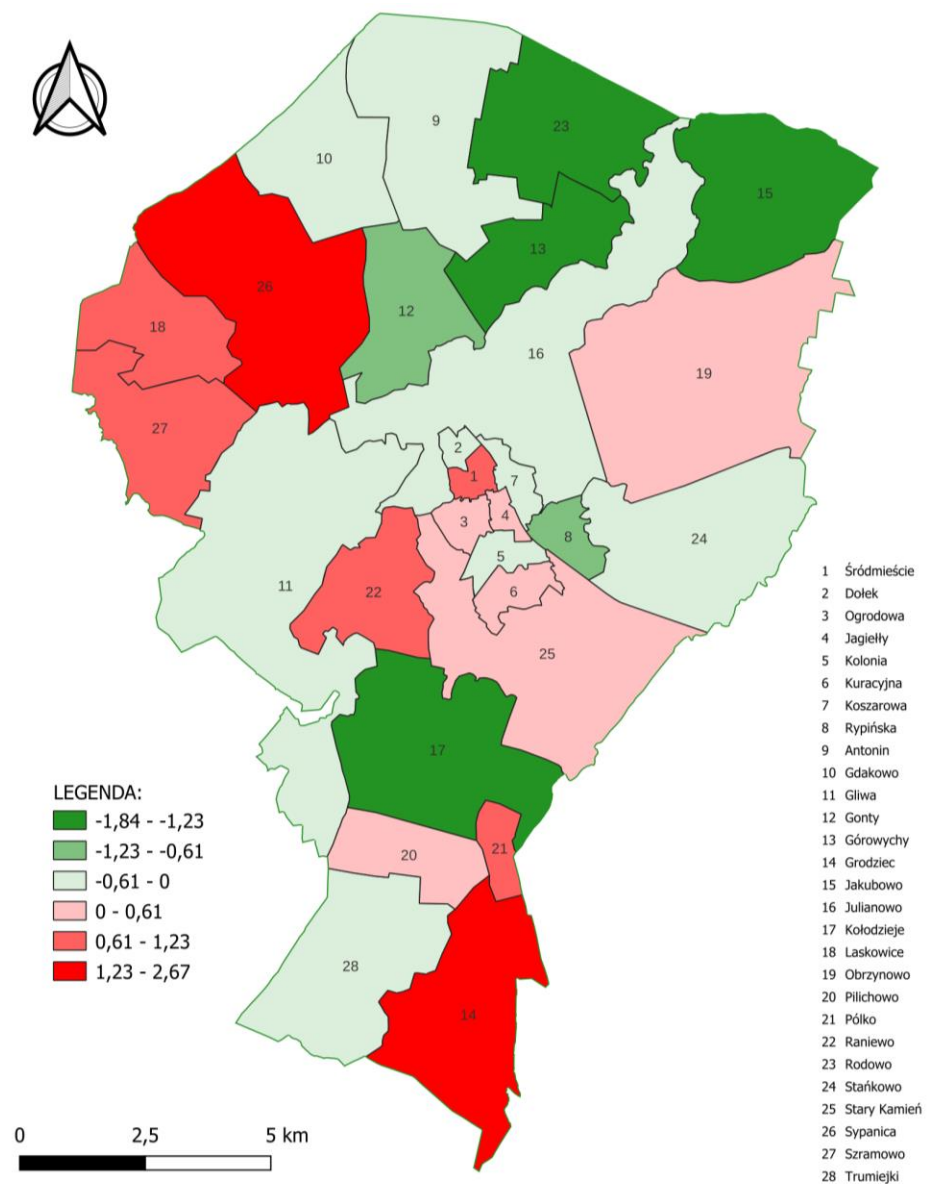 9
23
10
15
13
26
12
18
16
19
27
2
1
7
3
4
8
24
5
11
22
6
25
17
21
20
28
14
LEGENDA:
-1,84 - -1,23
-1,23 - -0,61
-0,61 - 0
0 - 0,61
0,61 - 1,23
1,23 - 2,67
0 2,5 5 km
1 Śródmieście
2 Dołek
3 Ogrodowa
4 Jagiełły
5 Kolonia
6 Kuracyjna
7 Koszarowa
8 Rypińska
9 Antonin
10 Gdakowo
11 Gliwa
12 Gonty
13 Górowychy
14 Grodziec
15 Jakubowo
16 Julianowo
17 Kołodzieje
18 Laskowice
19 Obrzynowo
20 Pilichowo
21 Pólko
22 Raniewo
23 Rodowo
24 Stańkowo
25 Stary Kamień
26 Sypanica
27 Szramowo
28 Trumiejki